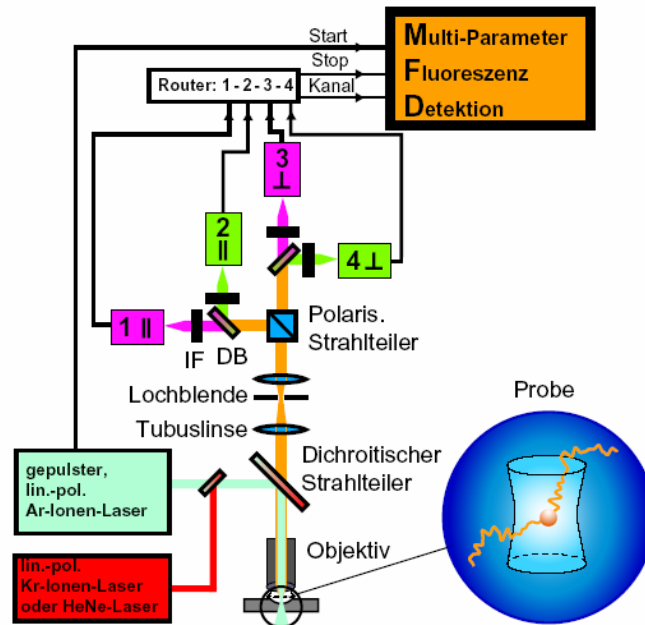 Start
Stop
Kanal
Multi-Parameter
Fluoreszenz
Detektion
Router: 1 - 2 - 3 - 4
3 ⊥
2 ||
4 ⊥
1 ||
IF
DB
Polaris.
Strahlteiler
Lochblende
Tubuslinse
Probe
Dichroitischer
Strahlteiler
gepulster,
lin.-pol.
Ar-Ionen-Laser
Objektiv
lin.-pol.
Kr-Ionen-Laser
oder HeNe-Laser